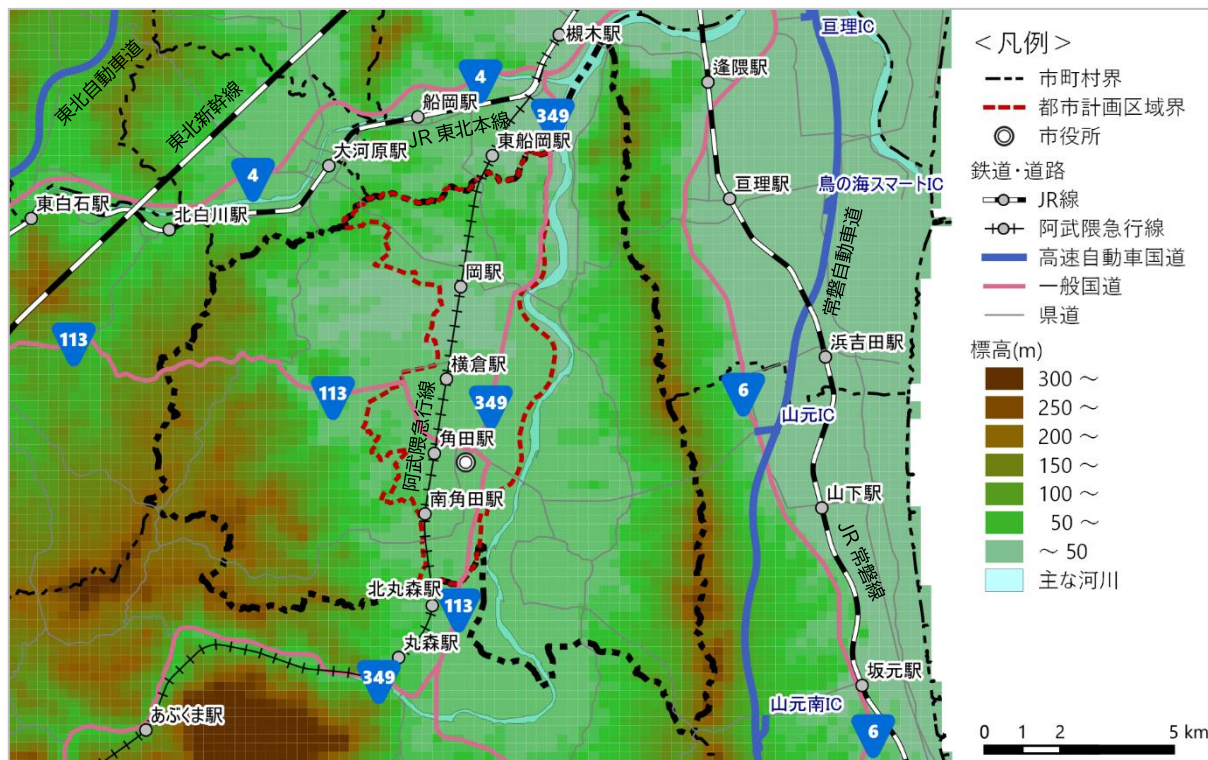 槻木駅
亘理IC
4
逢隈駅
東北自動車道
東北新幹線
船岡駅
JR 東北本線
349
東船岡駅
大河原駅
4
亘理駅
鳥の海スマートIC
東白石駅
北白川駅
常磐自動車道
岡駅
113
浜吉田駅
横倉駅
113
349
6
山元IC
阿武隈急行線
角田駅
南角田駅
山下駅
JR 常磐線
北丸森駅
113
丸森駅
349
坂元駅
山元南IC
あぶくま駅
6
＜凡例＞
市町村界
都市計画区域界
市役所
鉄道・道路
JR線
阿武隈急行線
高速自動車国道
一般国道
県道
標高(m)
300 ～
250 ～
200 ～
150 ～
100 ～
50 ～
～ 50
主な河川
0 1 2 5 km